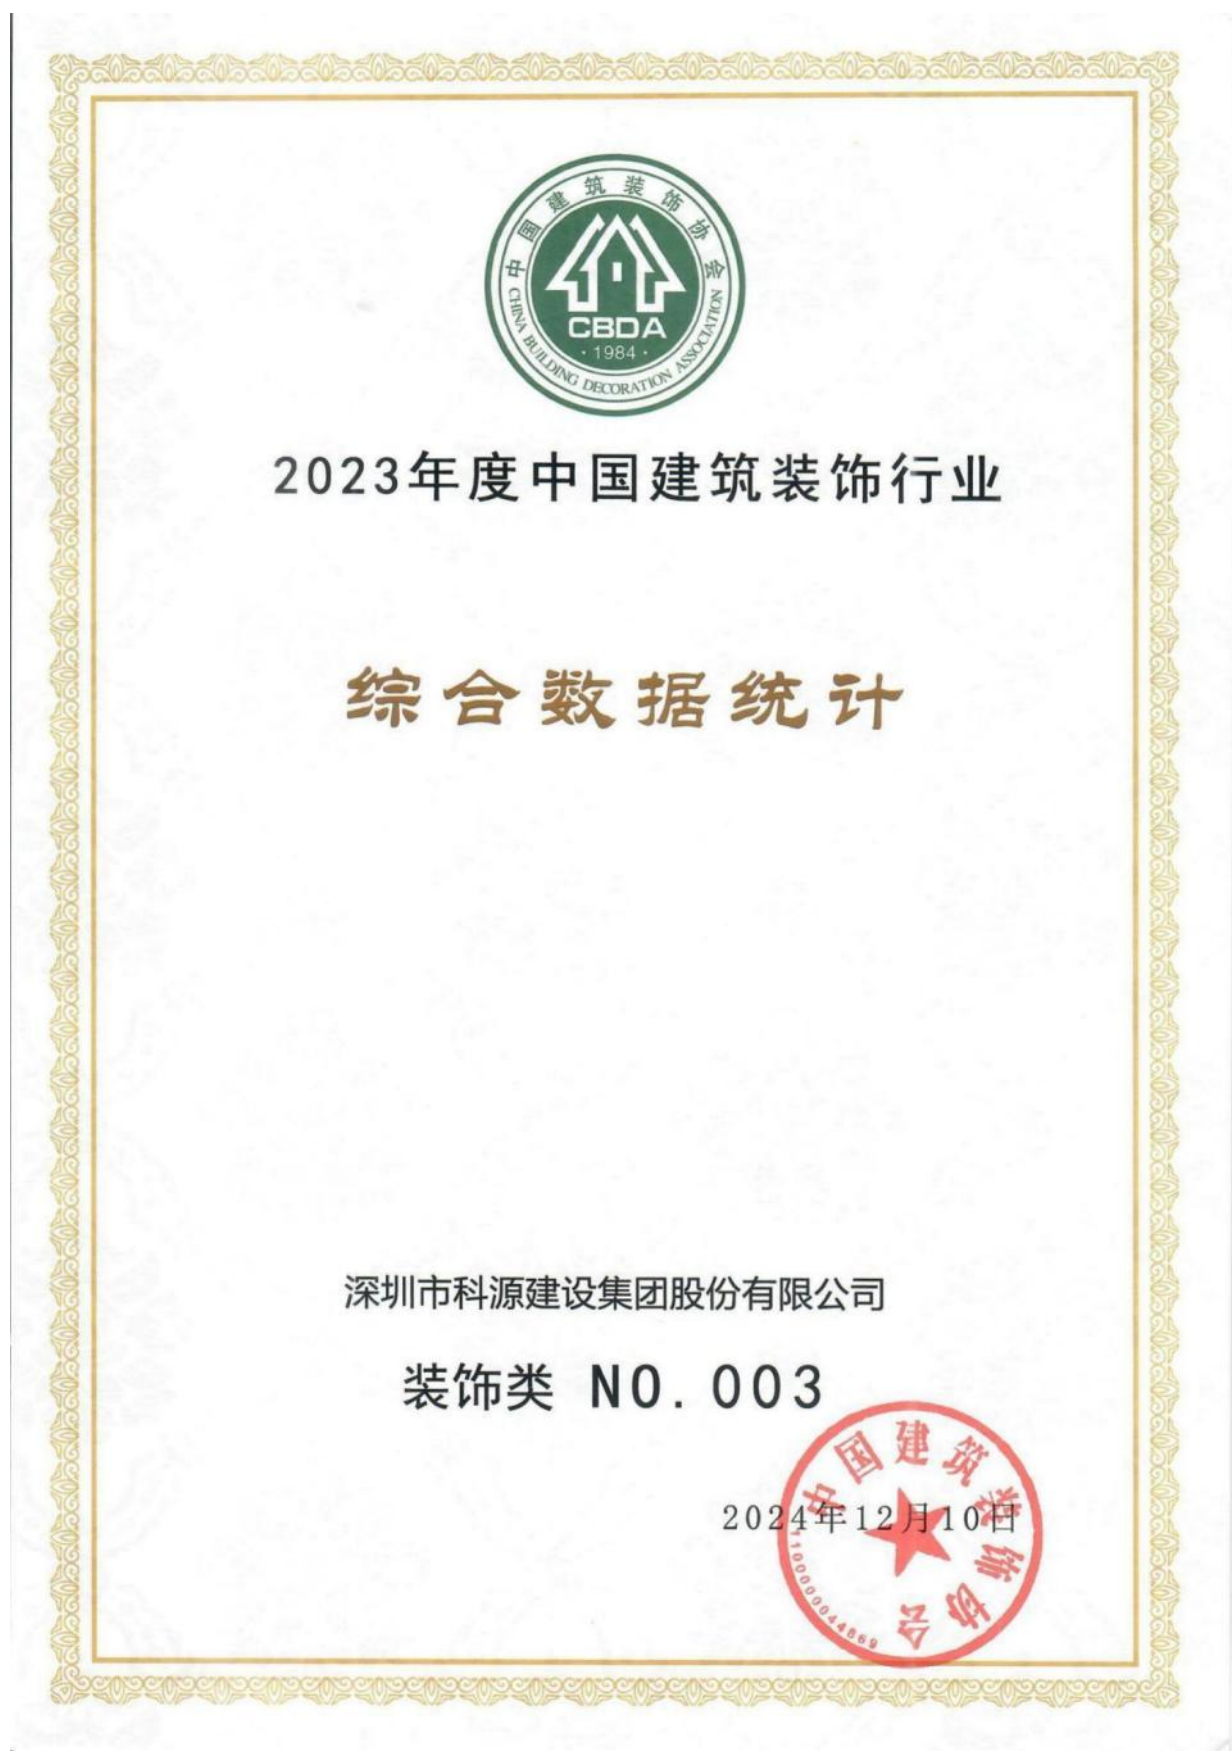 中国建筑装饰协会
CBDA
·1984·
CHINA BUILDING DECORATION ASSOCIATION
2023年度中国建筑装饰行业
综合数据统计
深圳市科源建设集团股份有限公司
装饰类 NO.003
2024年12月10日
中国建筑装饰协会